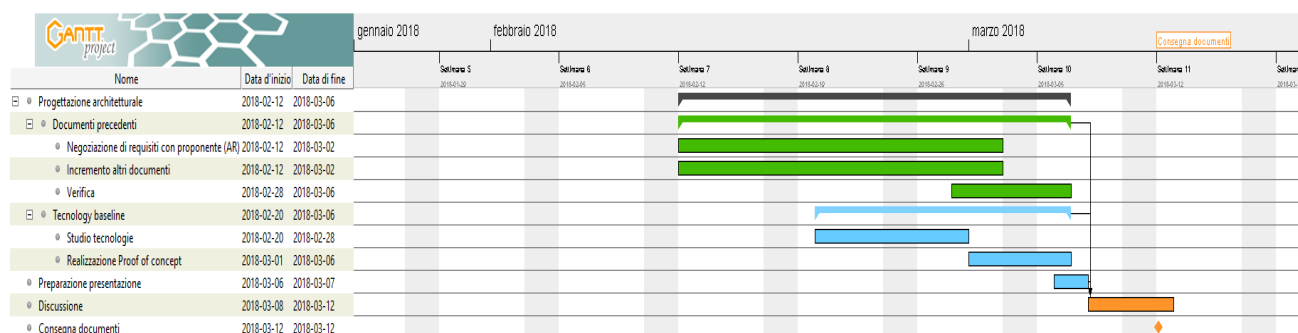 GANTT
project
gennaio 2018
febbraio 2018
marzo 2018
Consegna documenti
Settimana 5
Settimana 6
Settimana 7
Settimana 8
Settimana 9
Settimana 10
Settimana 11
2018-01-29
2018-02-05
2018-02-12
2018-02-19
2018-02-26
2018-03-05
2018-03-12
Nome Data d'inizio Data di fine
Progettazione architetturale 2018-02-12 2018-03-06
Documenti precedenti 2018-02-12 2018-03-06
Negoziazione di requisiti con proponente (AR) 2018-02-12 2018-03-02
Incremento altri documenti 2018-02-12 2018-03-02
Verifica 2018-02-28 2018-03-06
Tecnology baseline 2018-02-20 2018-03-06
Studio tecnologie 2018-02-20 2018-02-28
Realizzazione Proof of concept 2018-03-01 2018-03-06
Preparazione presentazione 2018-03-06 2018-03-07
Discussione 2018-03-08 2018-03-12
Consegna documenti 2018-03-12 2018-03-12